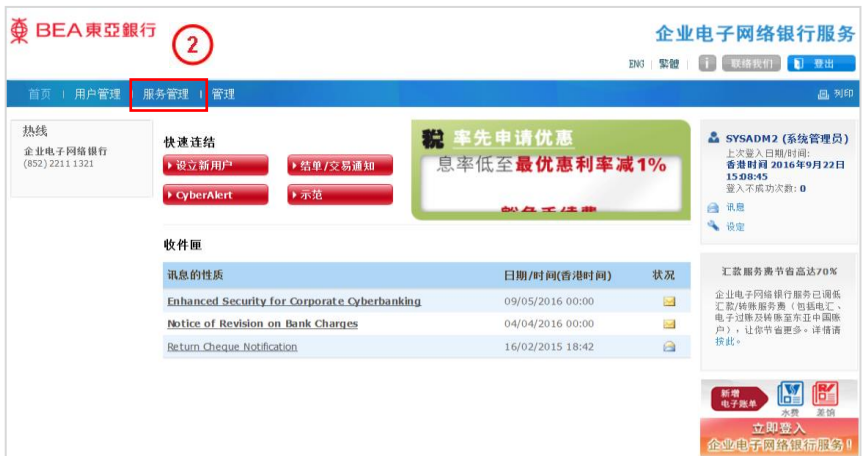 BEA東亞銀行
2
企业电子网络银行服务
ENG | 繁體 | i 联络我们 登出
首页 | 用户管理 | 服务管理 | 管理
列印
热线
企业电子网络银行
(852) 2211 1321
快速连结
设立新用户
结单/交易通知
CyberAlert
示范
税 率先申请优惠
息率低至最优惠利率减1%
收件匣
讯息的性质 日期/时间(香港时间) 状况
Enhanced Security for Corporate Cyberbanking 09/05/2016 00:00
Notice of Revision on Bank Charges 04/04/2016 00:00
Return Cheque Notification 16/02/2015 18:42
SYSADM2 (系统管理员)
上次登入日期/时间:
香港时间 2016年9月22日
15:08:45
登入不成功次数: 0
讯息
设定
汇款服务费节省高达70%
企业电子网络银行服务已调低
汇款/转账服务费（包括电汇、
电子过账及转账至东亚中国账
户），让你节省更多。详情请
按此。
新增
电子账单
水费 差饷
立即登入
企业电子网络银行服务!